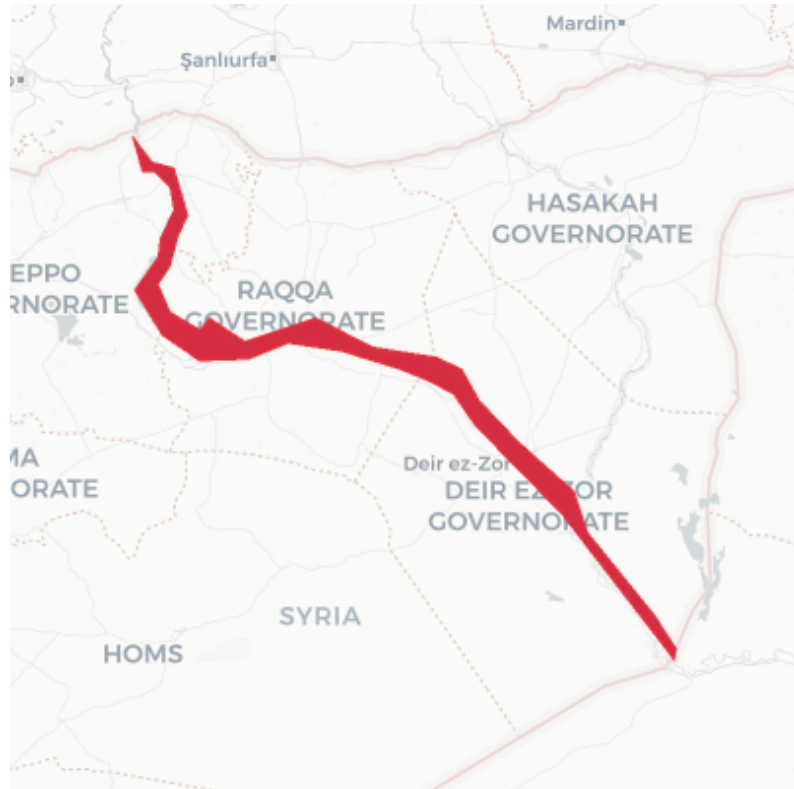 Mardin
Şanlıurfa
HASAKAH
GOVERNORATE
EPPO
RNORATE
RAQQA
GOVERNORATE
Deir ez-Zor
MA
ORATE
DEIR EZ-ZOR
GOVERNORATE
SYRIA
HOMS